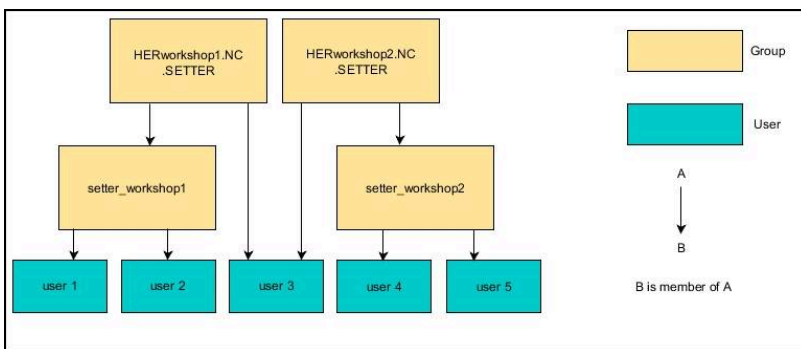 HERworkshop1.NC
.SETTER
HERworkshop2.NC
.SETTER
Group
User
setter_workshop1
setter_workshop2
A
B
user 1
user 2
user 3
user 4
user 5
B is member of A